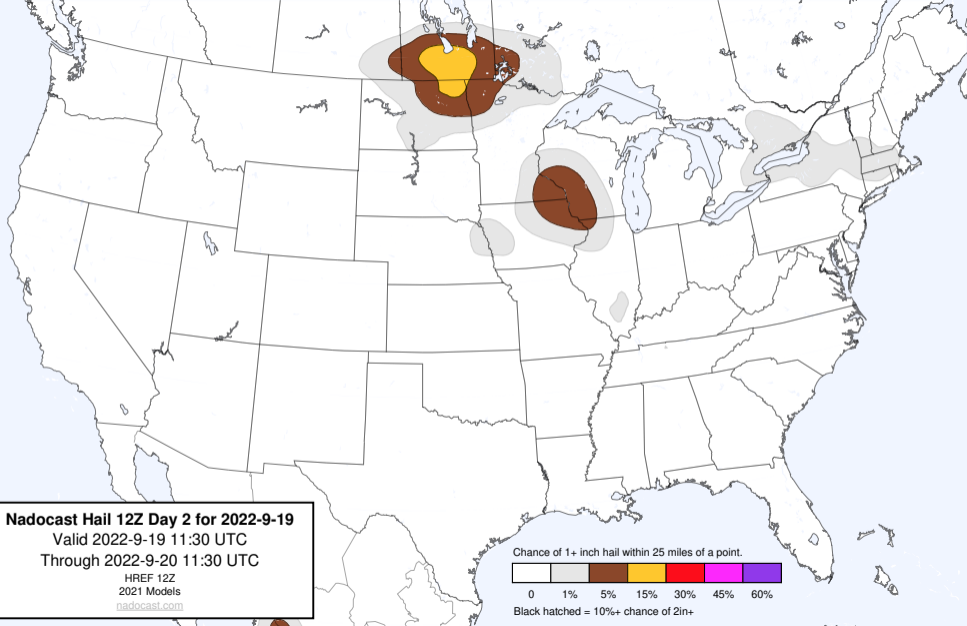 Nadocast Hail 12Z Day 2 for 2022-9-19
Valid 2022-9-19 11:30 UTC
Through 2022-9-20 11:30 UTC
HREF 12Z
2021 Models
nadocast.com
Chance of 1+ inch hail within 25 miles of a point.
0 1% 5% 15% 30% 45% 60%
Black hatched = 10%+ chance of 2in+